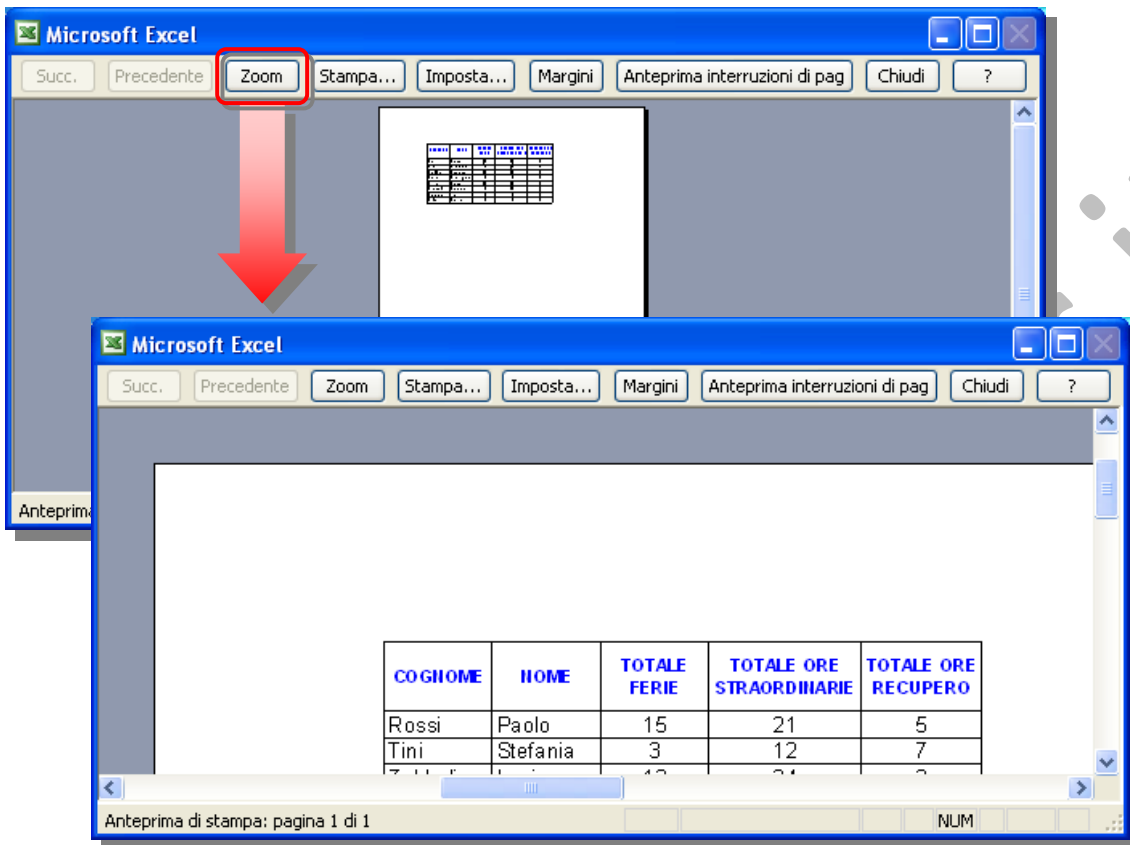 Microsoft Excel
Succ. Precedente Zoom Stampa... Imposta... Margini Anteprima interruzioni di pag Chiudi ?
Microsoft Excel
Succ. Precedente Zoom Stampa... Imposta... Margini Anteprima interruzioni di pag Chiudi ?
Anteprima
COGNOME NOME TOTALE FERIE TOTALE ORE STRAORDINARIE TOTALE ORE RECUPERO
Rossi Paolo 15 21 5
Tini Stefania 3 12 7
Anteprima di stampa: pagina 1 di 1 NUM